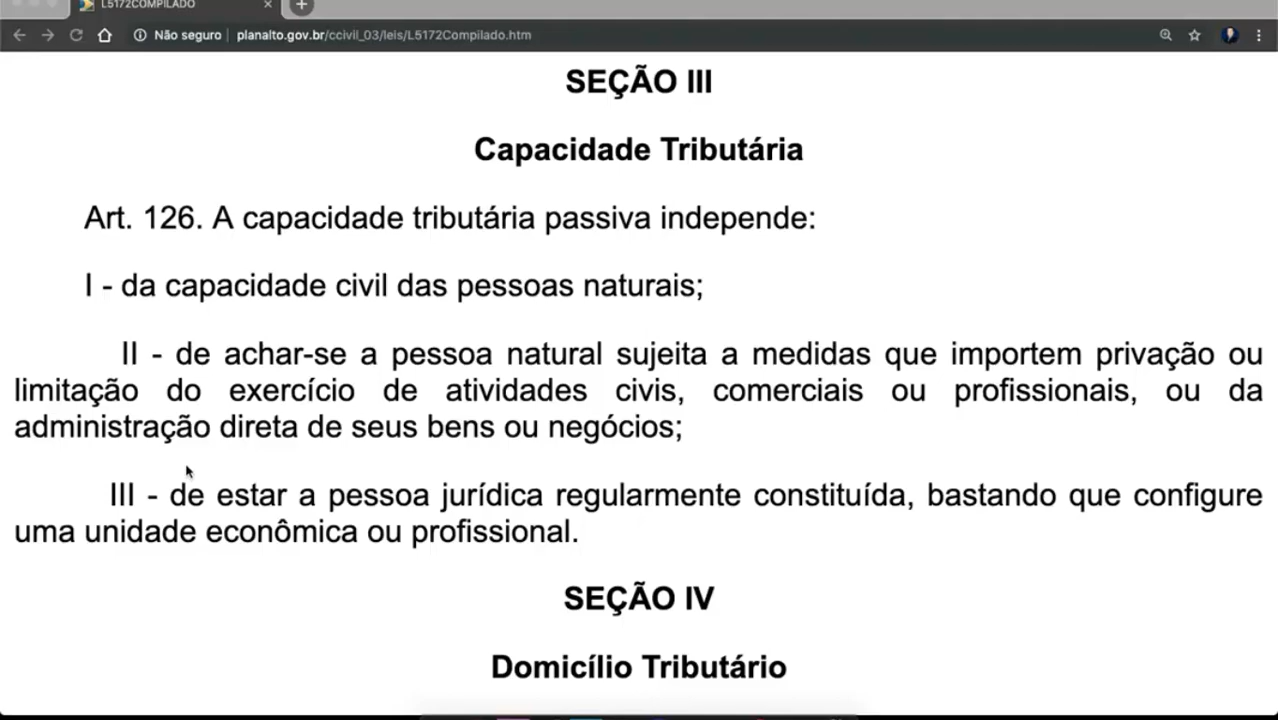 L5172COMPILADO
Não seguro
planalto.gov.br/ccivil_03/leis/L5172Compilado.htm
SEÇÃO III
Capacidade Tributária
Art. 126. A capacidade tributária passiva independe:
I - da capacidade civil das pessoas naturais;
II - de achar-se a pessoa natural sujeita a medidas que importem privação ou
limitação do exercício de atividades civis, comerciais ou profissionais, ou da
administração direta de seus bens ou negócios;
III - de estar a pessoa jurídica regularmente constituída, bastando que configure
uma unidade econômica ou profissional.
SEÇÃO IV
Domicílio Tributário